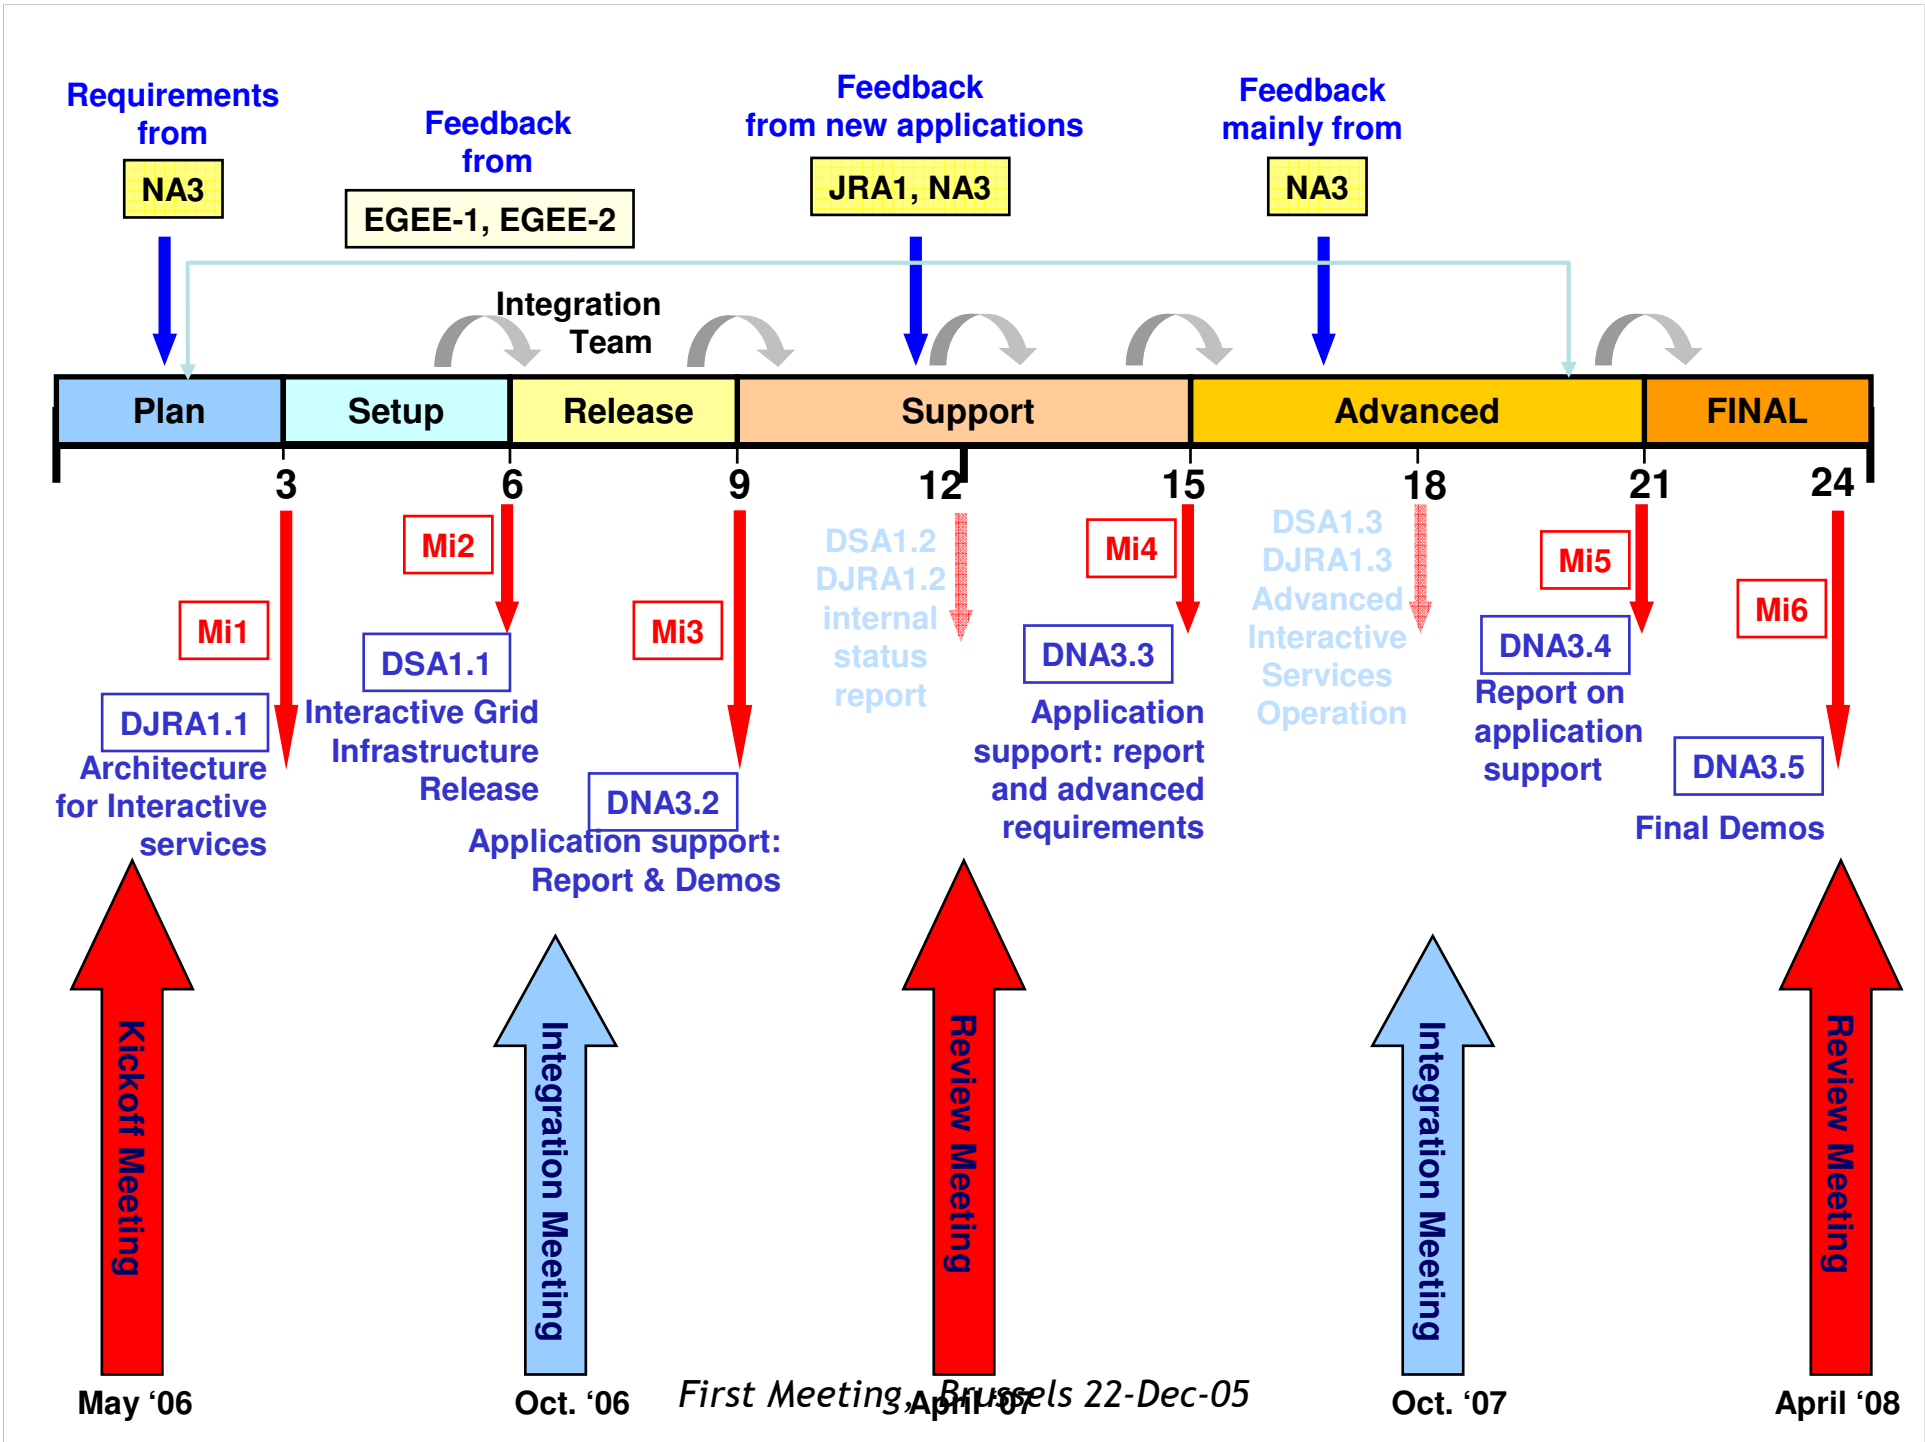 Requirements
from
NA3
Feedback
from
EGEE-1, EGEE-2
Feedback
from new applications
JRA1, NA3
Feedback
mainly from
NA3
Integration
Team
Plan
Setup
Release
Support
Advanced
FINAL
3
6
9
12
15
18
21
24
Mi1
DJRA1.1
Architecture
for Interactive
services
Mi2
DSA1.1
Interactive Grid
Infrastructure
Release
Mi3
DNA3.2
Application support:
Report & Demos
DSA1.2
DJRA1.2
internal
status
report
Mi4
DNA3.3
Application
support: report
and advanced
requirements
DSA1.3
DJRA1.3
Advanced
Interactive
Services
Operation
Mi5
DNA3.4
Report on
application
support
Mi6
DNA3.5
Final Demos
Kickoff Meeting
Integration Meeting
Review Meeting
Integration Meeting
Review Meeting
May ‘06
Oct. ‘06
April ‘07
Oct. ‘07
April ‘08
First Meeting, Brussels 22-Dec-05